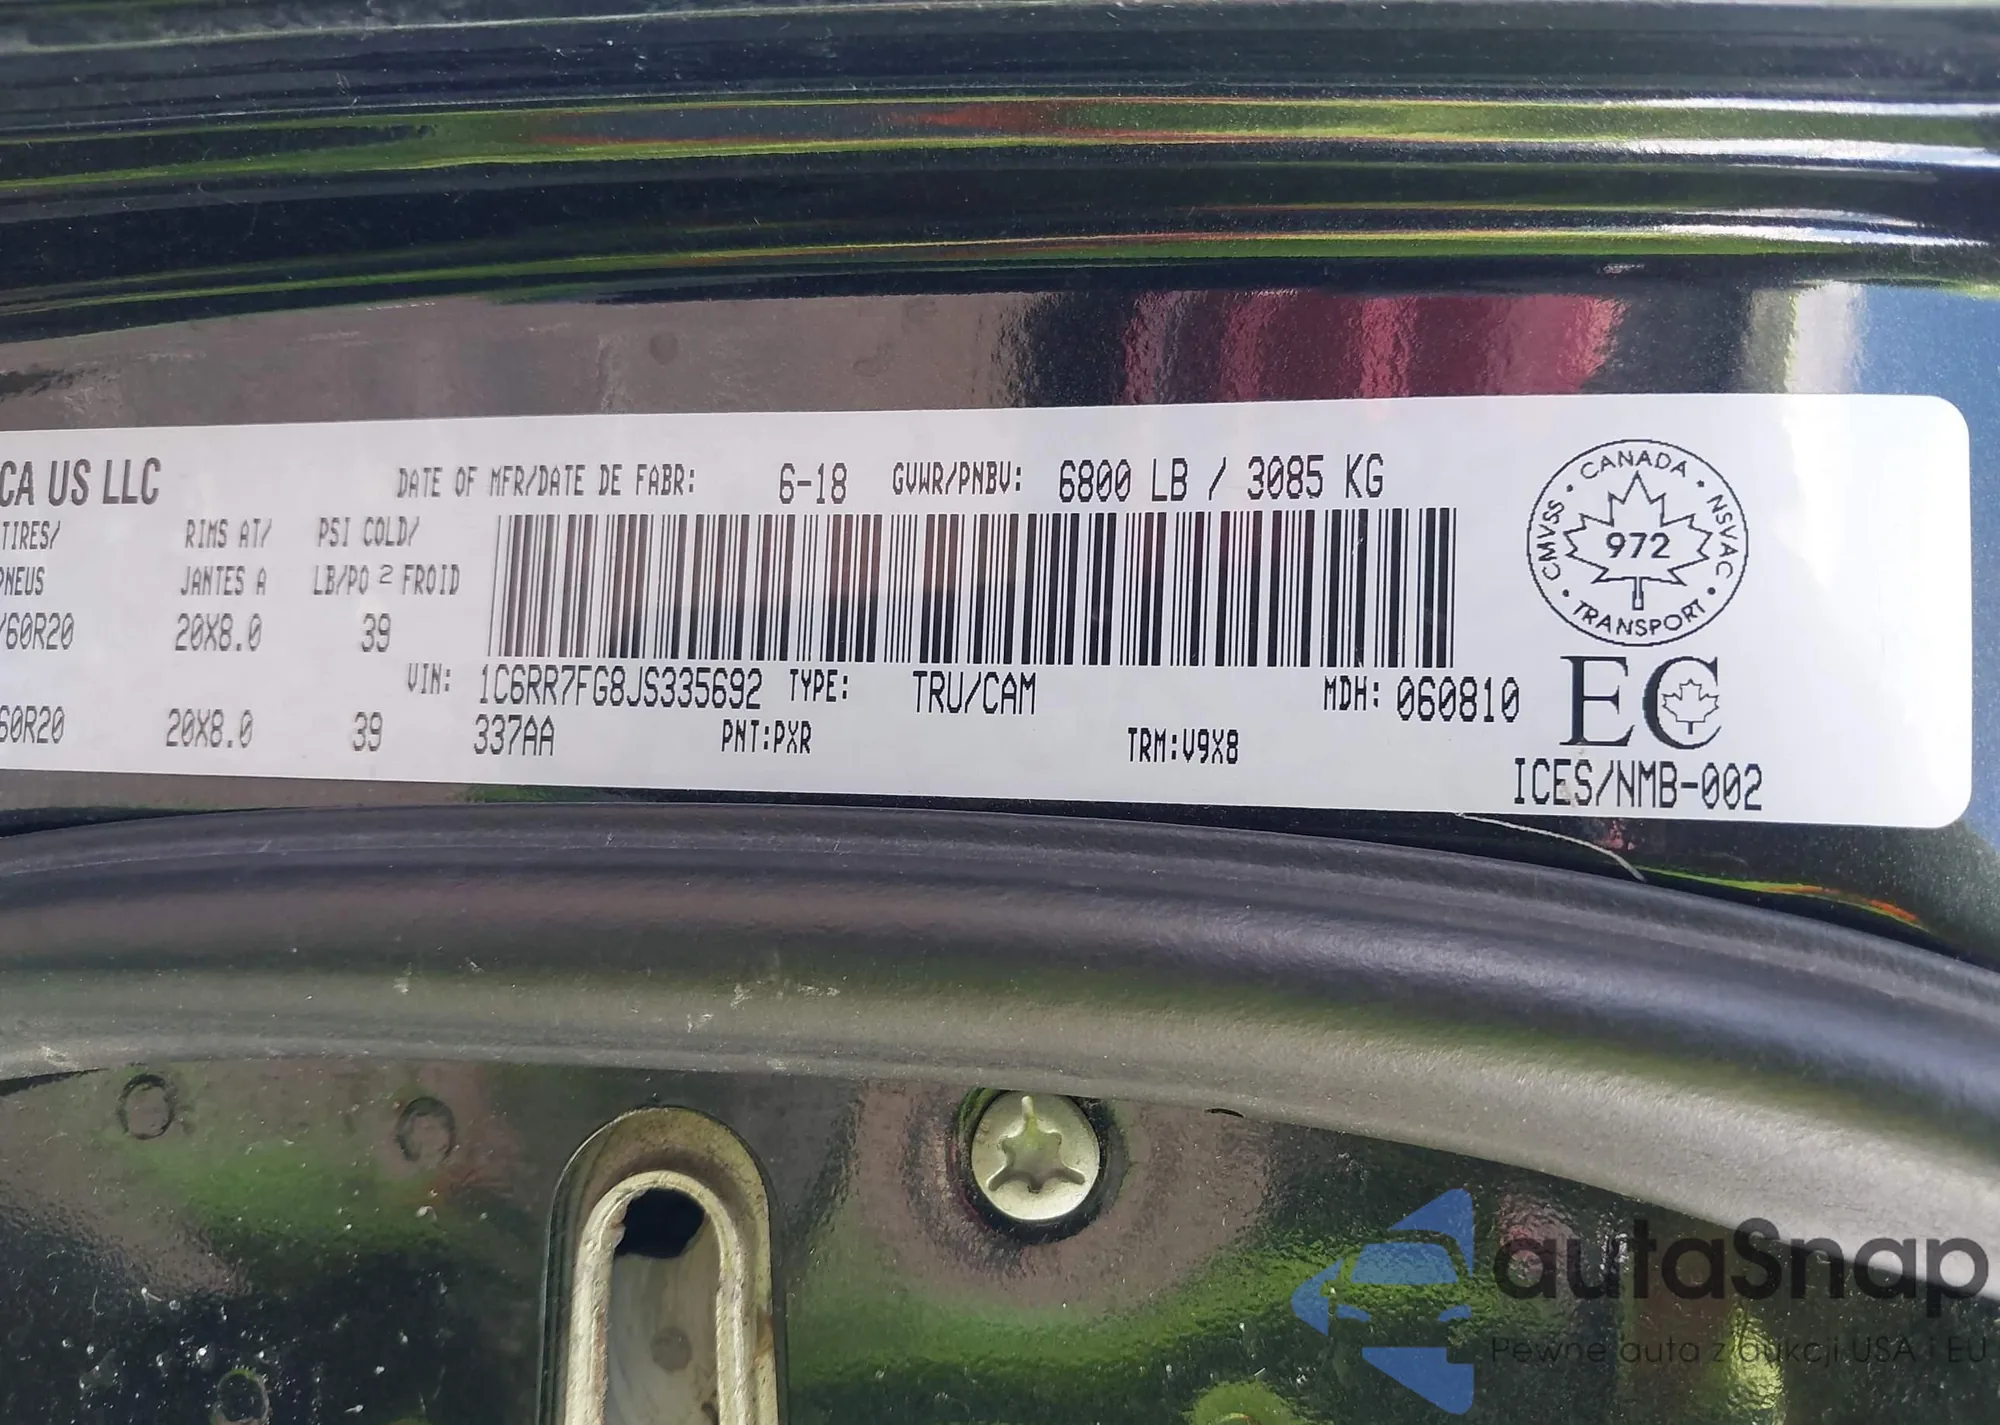 CA US LLC DATE OF MFR/DATE DE FABR: 6-18 GVWR/PNBV: 6800 LB / 3085 KG
TIRES/ RIMS AT/ PSI COLD/
PNEUS JANTES A LB/PO 2 FROID
/60R20 20X8.0 39
VIN: 1C6RR7FG8JS335692 TYPE: TRU/CAM MDH: 060810
60R20 20X8.0 39 337AA PNT:PXR TRM:V9X8
CANADA • NSVAC • TRANSPORT • CMVSS •
972
EC
ICES/NMB-002
autaSnap
Pewne auta z aukcji USA i EU